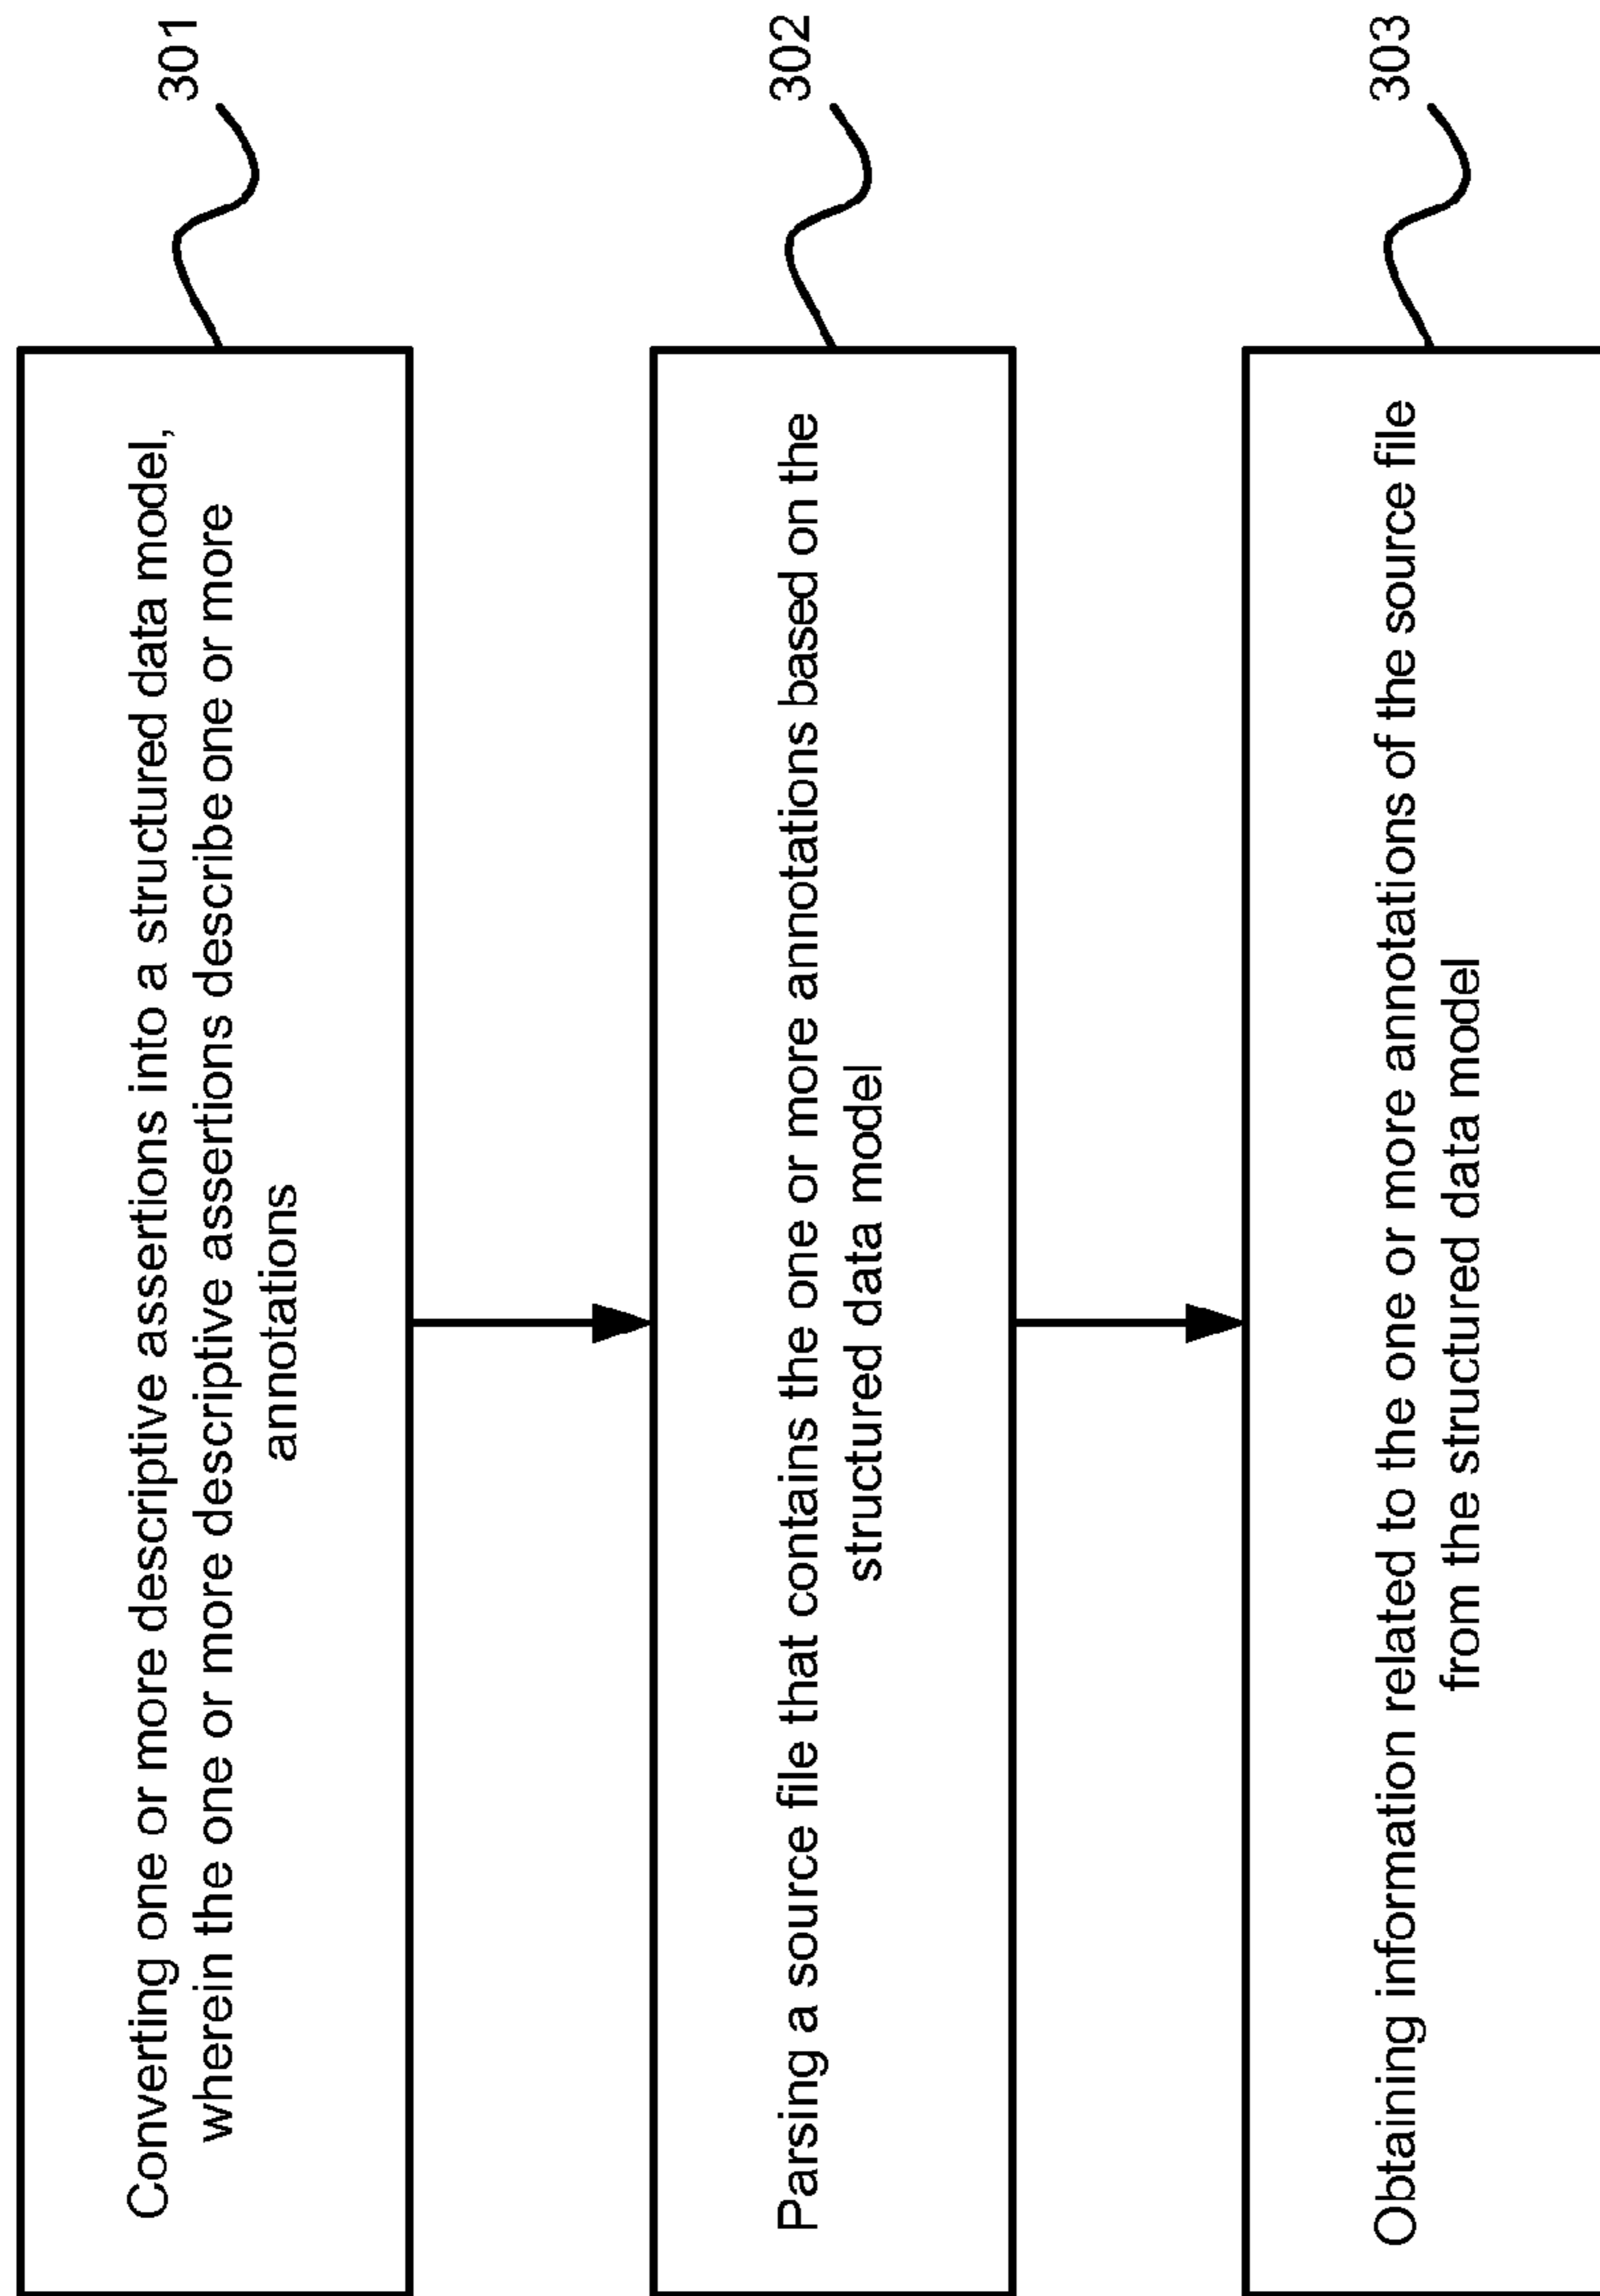 Converting one or more descriptive assertions into a structured data model,
wherein the one or more descriptive assertions describe one or more
annotations
301
Parsing a source file that contains the one or more annotations based on the
structured data model
302
Obtaining information related to the one or more annotations of the source file
from the structured data model
303